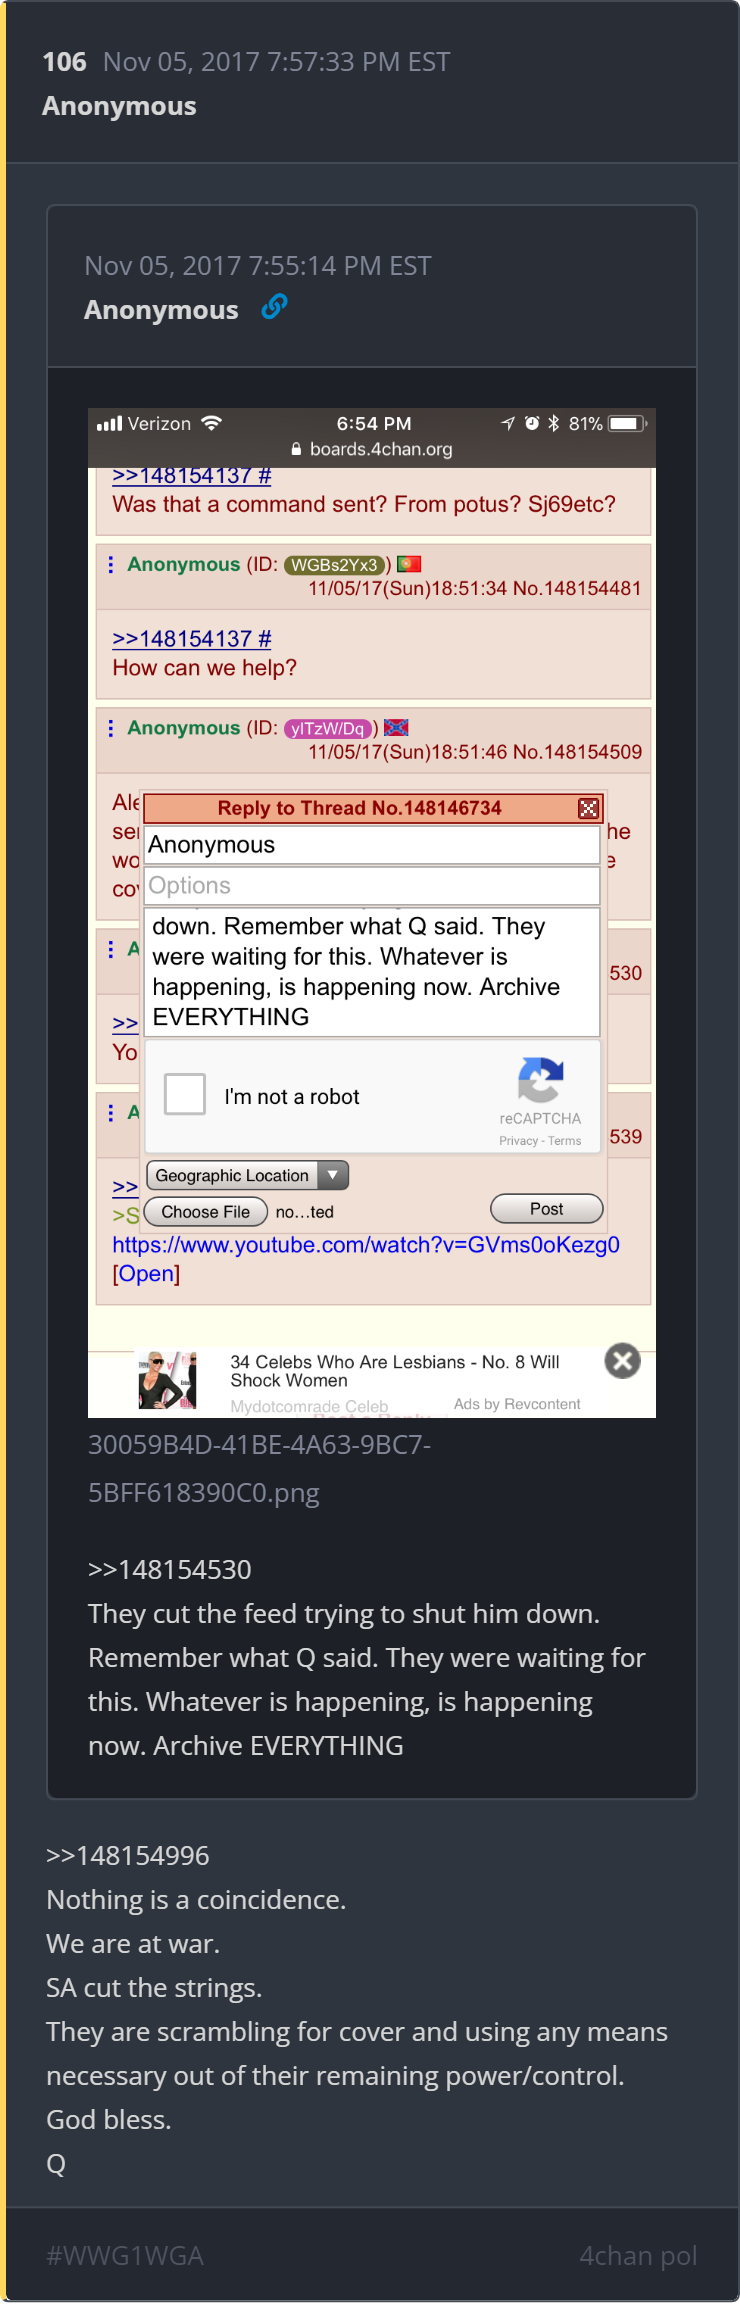 106 Nov 05, 2017 7:57:33 PM EST
Anonymous
Nov 05, 2017 7:55:14 PM EST
Anonymous
Verizon 6:54 PM 81%
boards.4chan.org
>>148154137 #
Was that a command sent? From potus? Sj69etc?
Anonymous (ID: WGBs2Yx3)
11/05/17(Sun)18:51:34 No.148154481
>>148154137 #
How can we help?
Anonymous (ID: yITzW/Dq)
11/05/17(Sun)18:51:46 No.148154509
Ale
Reply to Thread No.148146734
ser he
Anonymous
wo e
Options
cov
down. Remember what Q said. They
A
were waiting for this. Whatever is
530
happening, is happening now. Archive
>>
EVERYTHING
Yo
I'm not a robot
reCAPTCHA
Privacy - Terms
A
539
Geographic Location
>>
>S
Choose File no...ted Post
https://www.youtube.com/watch?v=GVms0oKezg0
[Open]
34 Celebs Who Are Lesbians - No. 8 Will
Shock Women
Mydotcomrade Celeb Ads by Revcontent
30059B4D-41BE-4A63-9BC7-
5BFF618390C0.png
>>148154530
They cut the feed trying to shut him down.
Remember what Q said. They were waiting for
this. Whatever is happening, is happening
now. Archive EVERYTHING
>>148154996
Nothing is a coincidence.
We are at war.
SA cut the strings.
They are scrambling for cover and using any means
necessary out of their remaining power/control.
God bless.
Q
#WWG1WGA 4chan pol